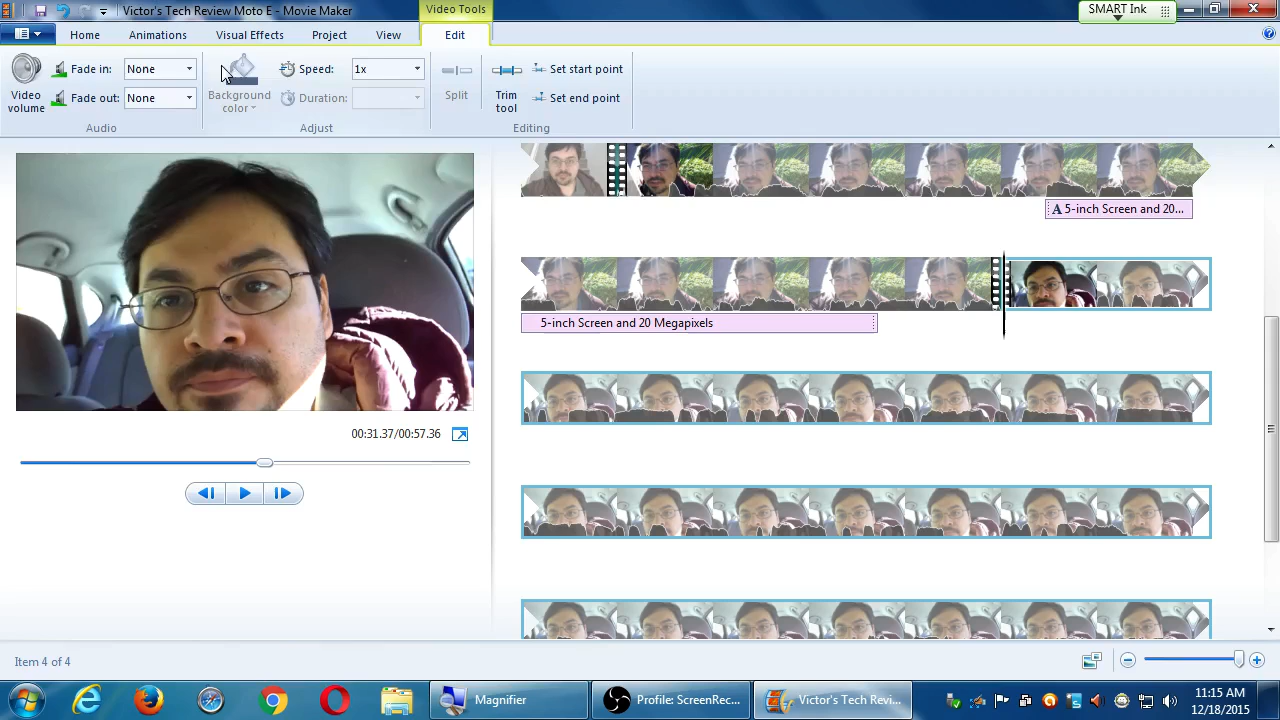 Victor's Tech Review Moto E - Movie Maker
Video Tools
SMART Ink
Home
Animations
Visual Effects
Project
View
Edit
Video volume
Fade in: None
Fade out: None
Audio
Background color
Speed: 1x
Duration:
Adjust
Split
Trim tool
Set start point
Set end point
Editing
A 5-inch Screen and 20...
5-inch Screen and 20 Megapixels
00:31.37/00:57.36
Item 4 of 4
Magnifier
Profile: ScreenRec...
Victor's Tech Revi...
11:15 AM
12/18/2015